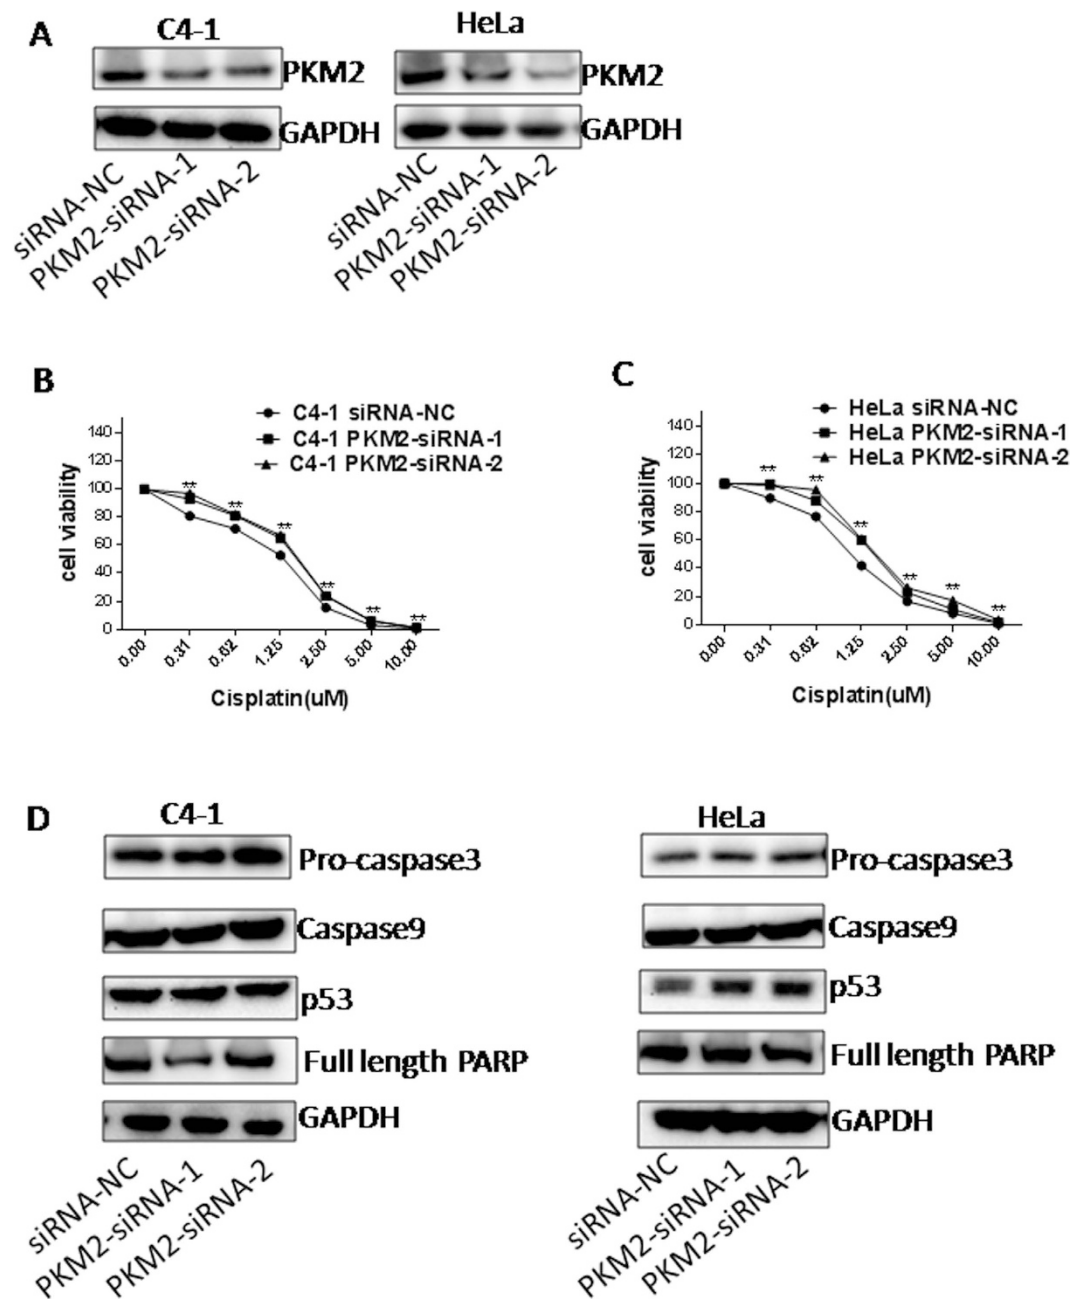 A
C4-1
HeLa
PKM2
PKM2
GAPDH
GAPDH
siRNA-NC
PKM2-siRNA-1
PKM2-siRNA-2
siRNA-NC
PKM2-siRNA-1
PKM2-siRNA-2
B
C4-1 siRNA-NC
C4-1 PKM2-siRNA-1
C4-1 PKM2-siRNA-2
cell viability
140
120
100
80
60
40
20
0
** ** ** ** ** **
0.00 0.31 0.62 1.25 2.50 5.00 10.00
Cisplatin(uM)
C
HeLa siRNA-NC
HeLa PKM2-siRNA-1
HeLa PKM2-siRNA-2
cell viability
140
120
100
80
60
40
20
0
** ** ** ** ** **
0.00 0.31 0.62 1.25 2.50 5.00 10.00
Cisplatin(uM)
D
C4-1
Pro-caspase3
Caspase9
p53
Full length PARP
GAPDH
siRNA-NC
PKM2-siRNA-1
PKM2-siRNA-2
HeLa
Pro-caspase3
Caspase9
p53
Full length PARP
GAPDH
siRNA-NC
PKM2-siRNA-1
PKM2-siRNA-2